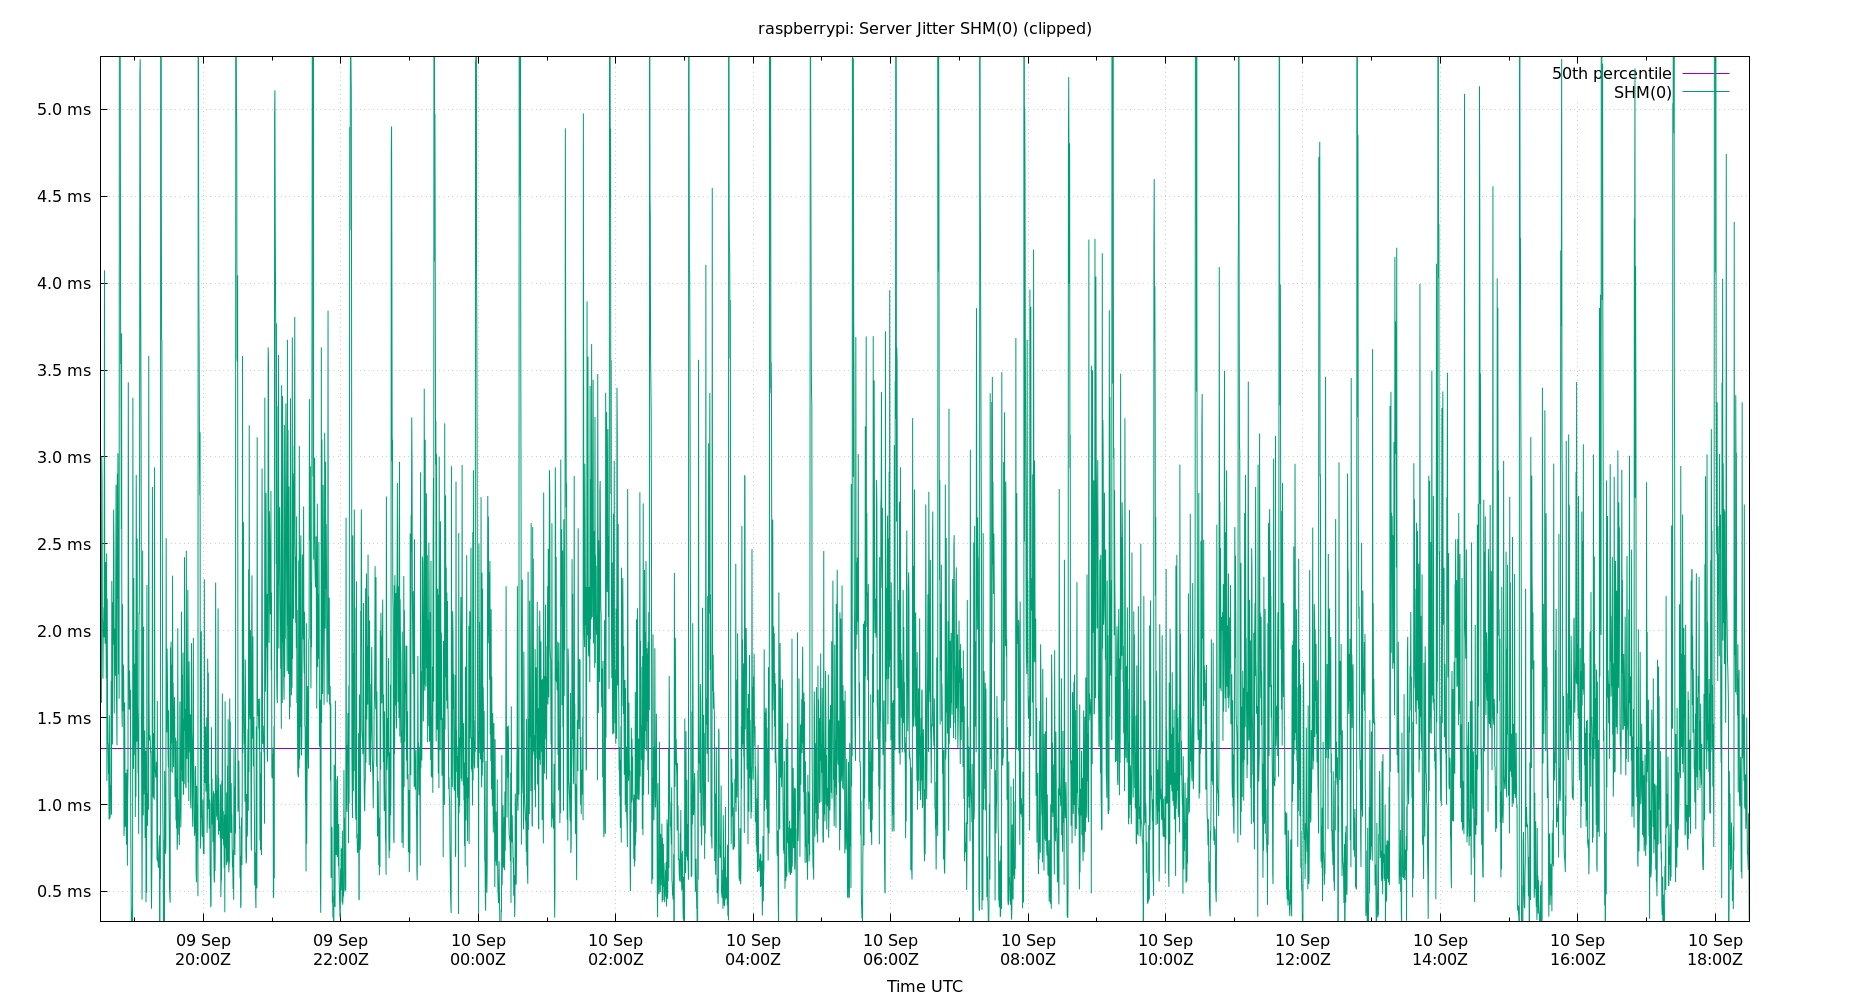 raspberrypi: Server Jitter SHM(0) (clipped)
50th percentile
SHM(0)
5.0 ms
4.5 ms
4.0 ms
3.5 ms
3.0 ms
2.5 ms
2.0 ms
1.5 ms
1.0 ms
0.5 ms
09 Sep 09 Sep 10 Sep 10 Sep 10 Sep 10 Sep 10 Sep 10 Sep 10 Sep 10 Sep 10 Sep 10 Sep
20:00Z 22:00Z 00:00Z 02:00Z 04:00Z 06:00Z 08:00Z 10:00Z 12:00Z 14:00Z 16:00Z 18:00Z
Time UTC